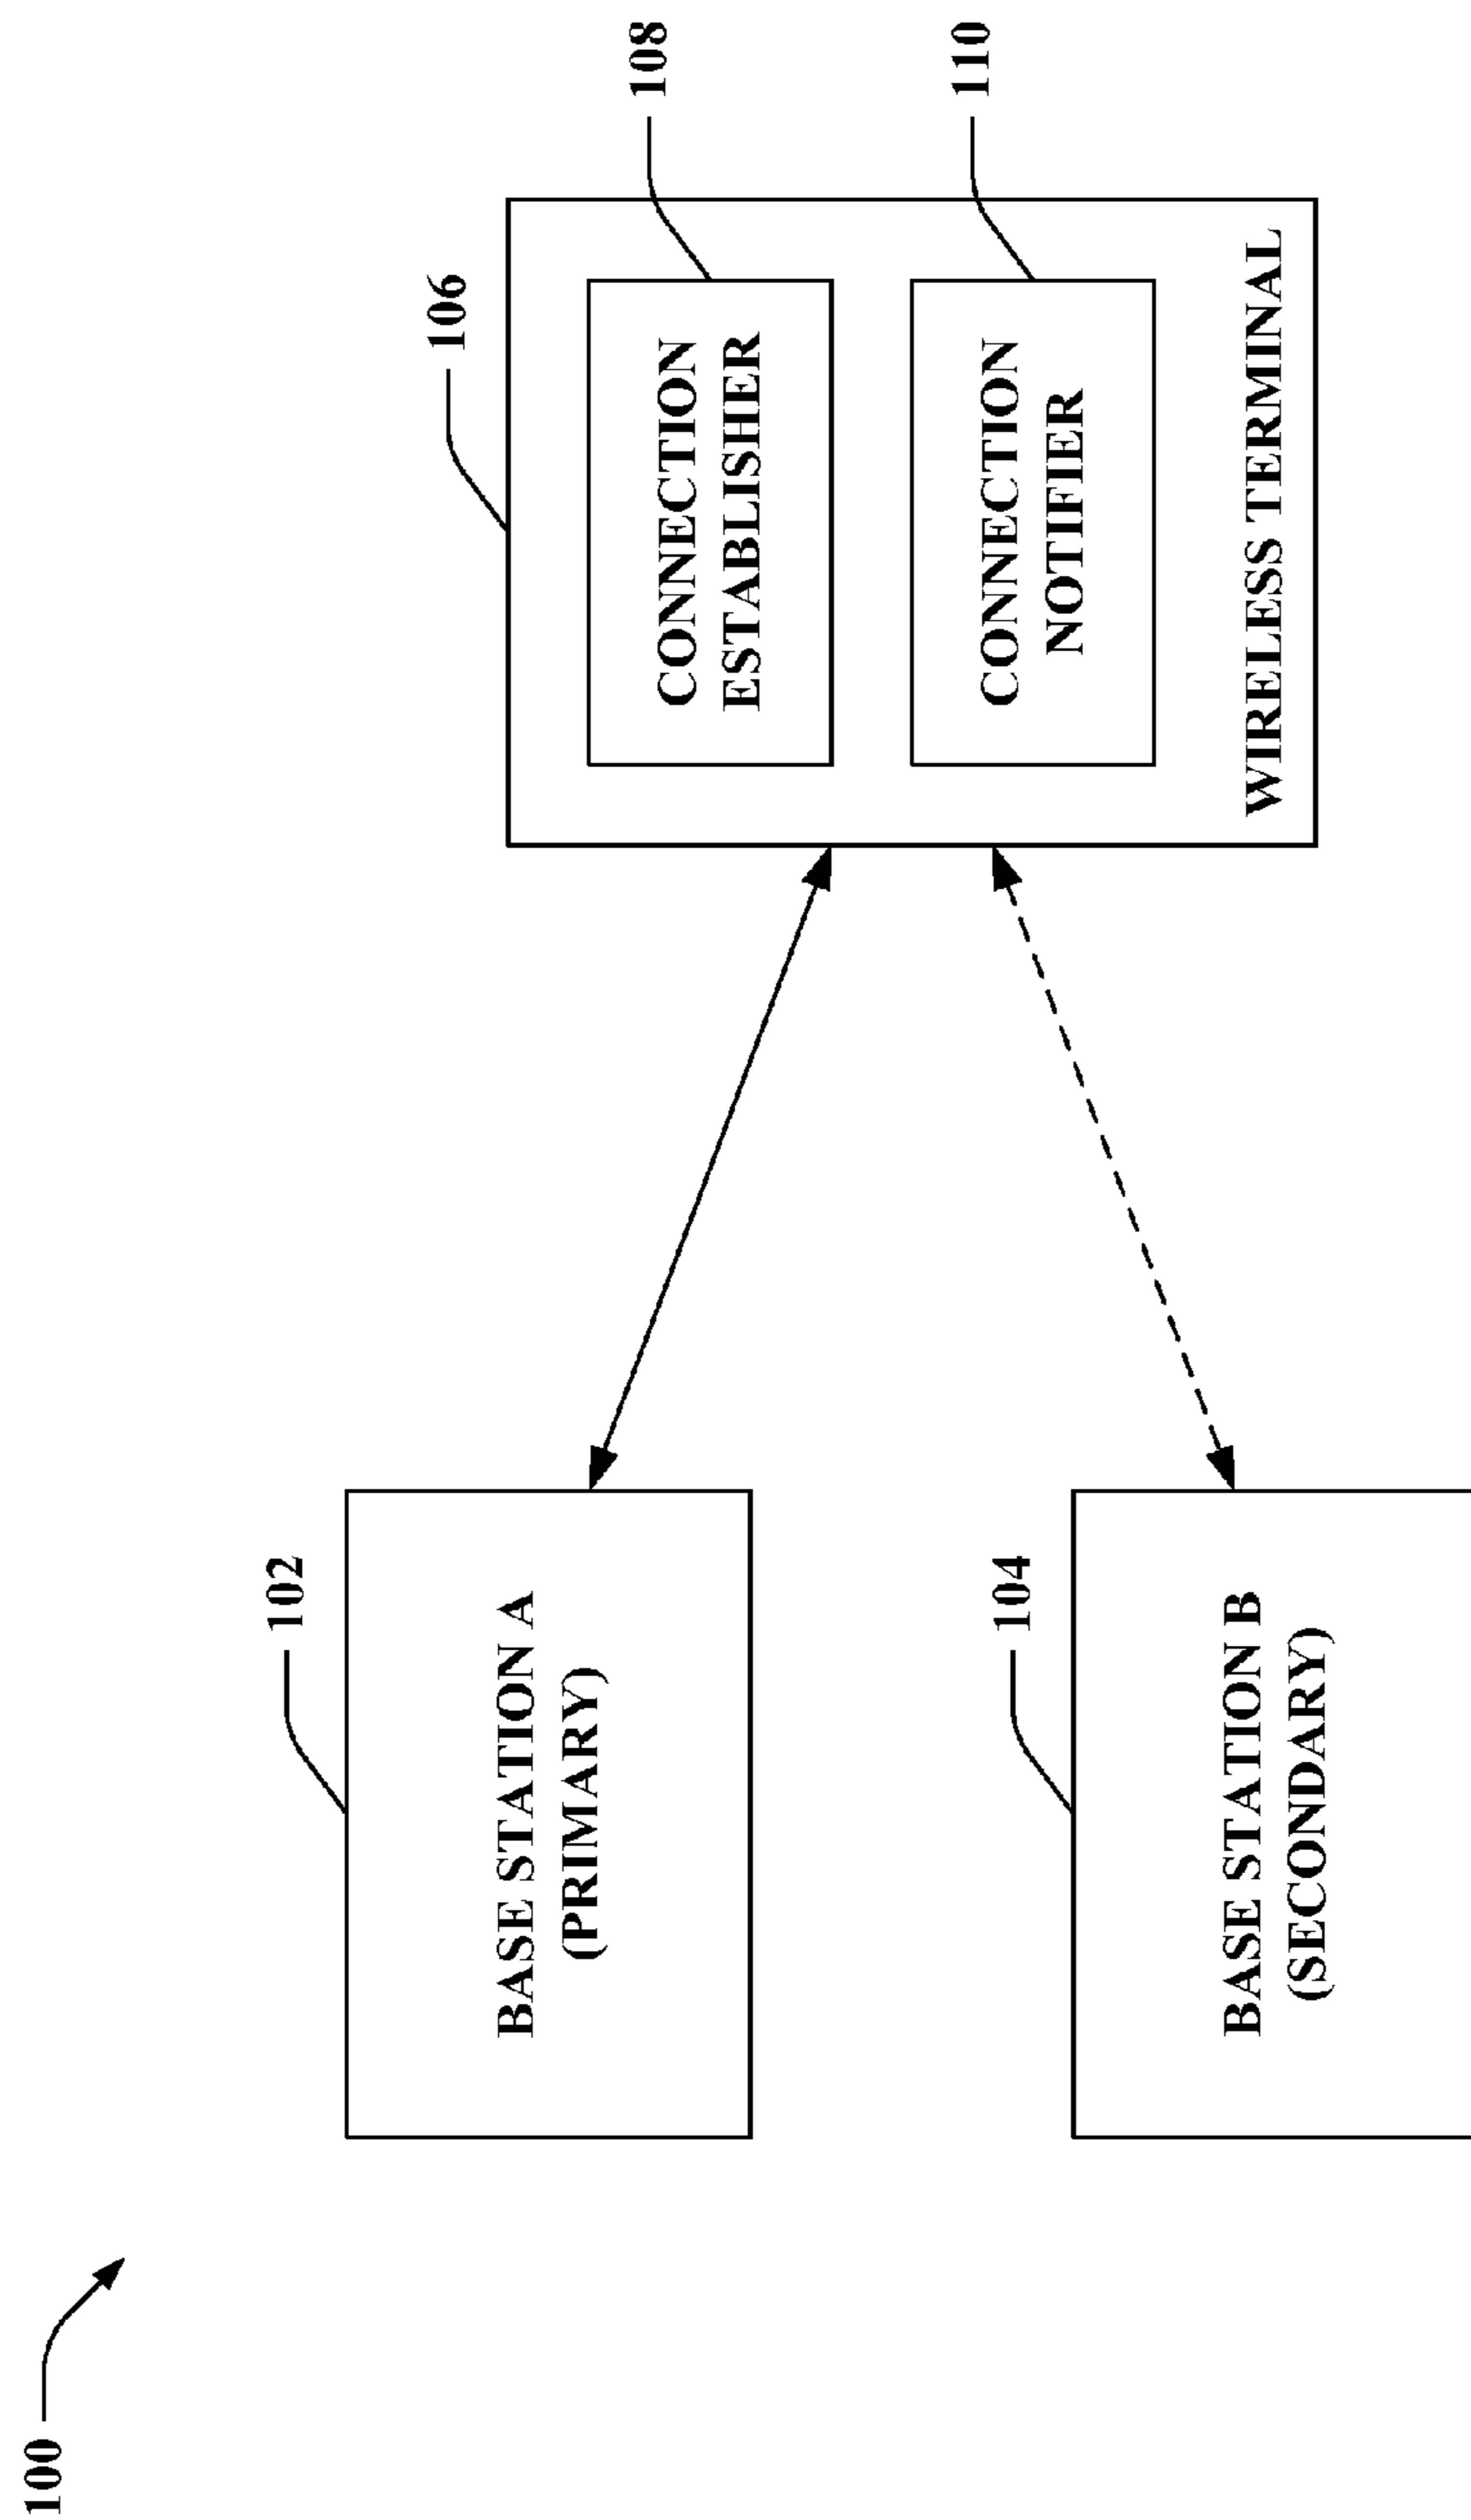 100
102
BASE STATION A
(PRIMARY)
104
BASE STATION B
(SECONDARY)
106
108
CONNECTION
ESTABLISHER
110
CONNECTION
NOTIFIER
WIRELESS TERMINAL